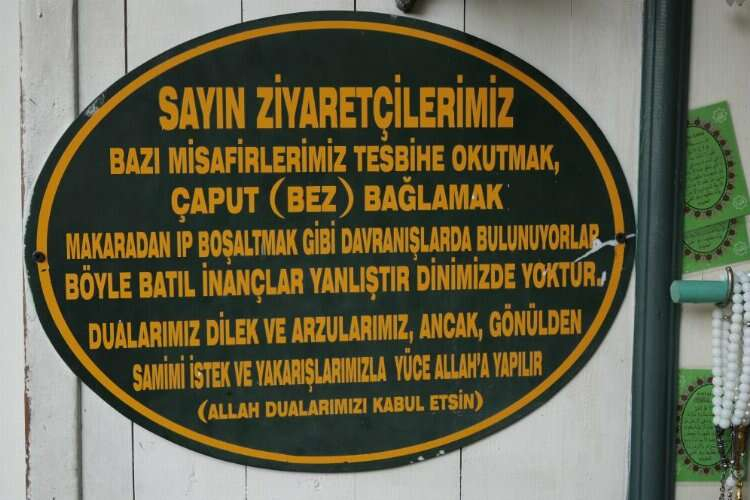 SAYIN ZİYARETÇİLERİMİZ
BAZI MİSAFİRLERİMİZ TESBİHE OKUTMAK,
ÇAPUT (BEZ) BAĞLAMAK
MAKARADAN IP BOŞALTMAK GİBİ DAVRANIŞLARDA BULUNUYORLAR
BÖYLE BATIL İNANÇLAR YANLIŞTIR DİNİMİZDE YOKTUR.
DUALARIMIZ DİLEK VE ARZULARIMIZ, ANCAK, GÖNÜLDEN
SAMİMİ İSTEK VE YAKARIŞLARIMIZLA YÜCE ALLAH'A YAPILIR
(ALLAH DUALARIMIZI KABUL ETSİN)